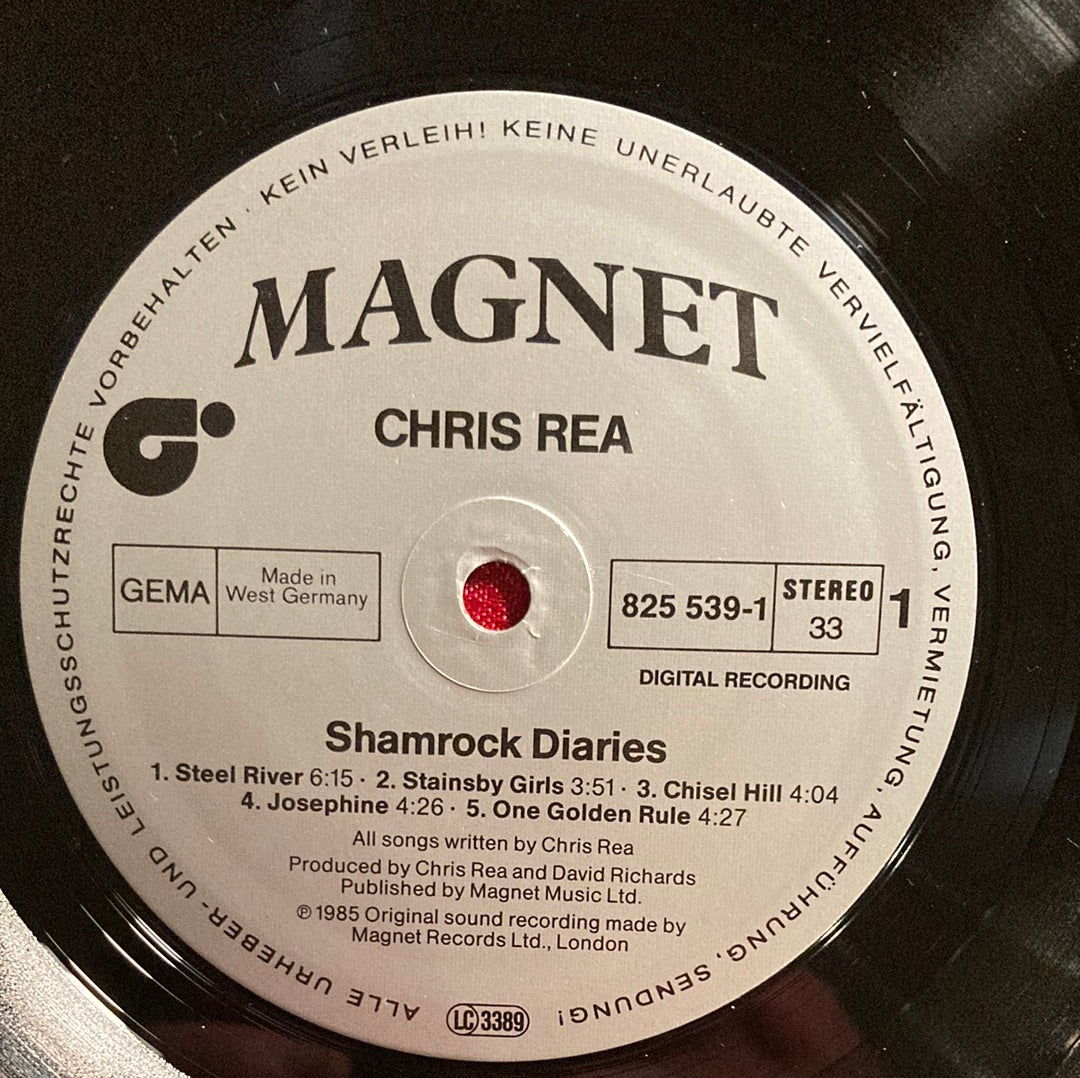 ALLE URHEBER- UND LEISTUNGSSCHUTZRECHTE VORBEHALTEN · KEIN VERLEIH! KEINE UNERLAUBTE VERVIELFÄLTIGUNG, VERMIETUNG, AUFFÜHRUNG, SENDUNG!
MAGNET
CHRIS REA
GEMA
Made in
West Germany
825 539-1
STEREO
33
1
DIGITAL RECORDING
Shamrock Diaries
1. Steel River 6:15 · 2. Stainsby Girls 3:51 · 3. Chisel Hill 4:04
4. Josephine 4:26 · 5. One Golden Rule 4:27
All songs written by Chris Rea
Produced by Chris Rea and David Richards
Published by Magnet Music Ltd.
℗ 1985 Original sound recording made by
Magnet Records Ltd., London
LC 3389